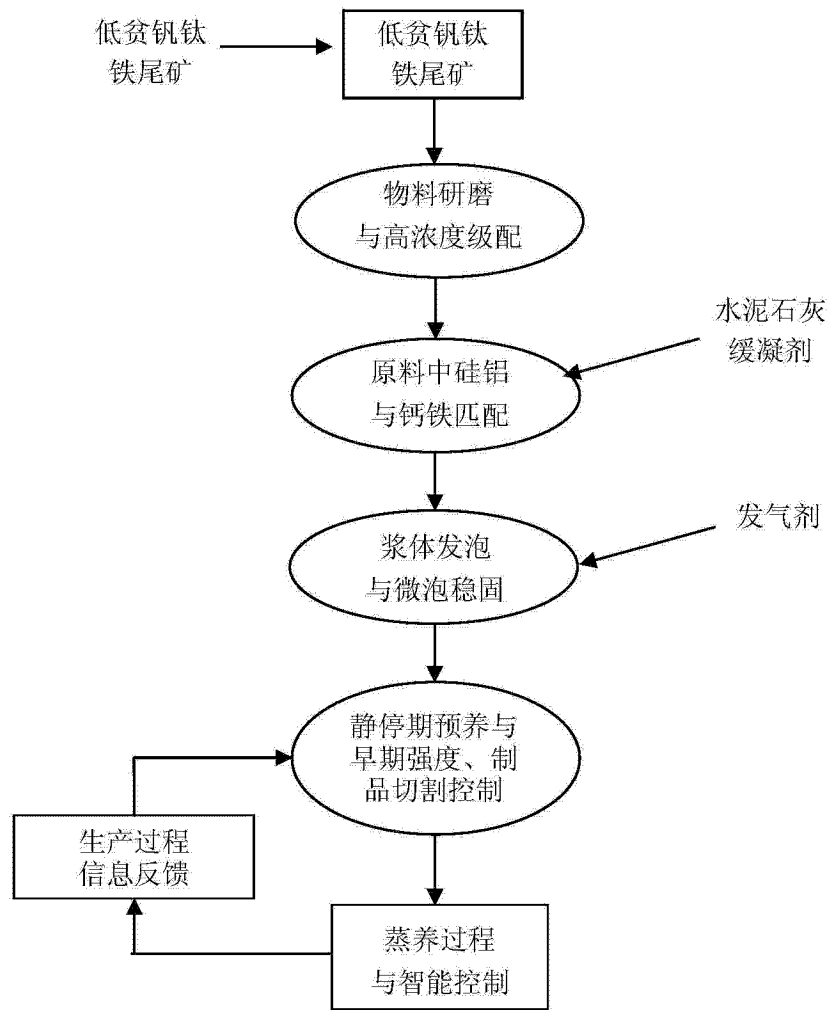 低贫钒钛
铁尾矿
低贫钒钛
铁尾矿
物料研磨
与高浓度级配
水泥石灰
缓凝剂
原料中硅铝
与钙铁匹配
发气剂
浆体发泡
与微泡稳固
静停期预养与
早期强度、制
品切割控制
生产过程
信息反馈
蒸养过程
与智能控制